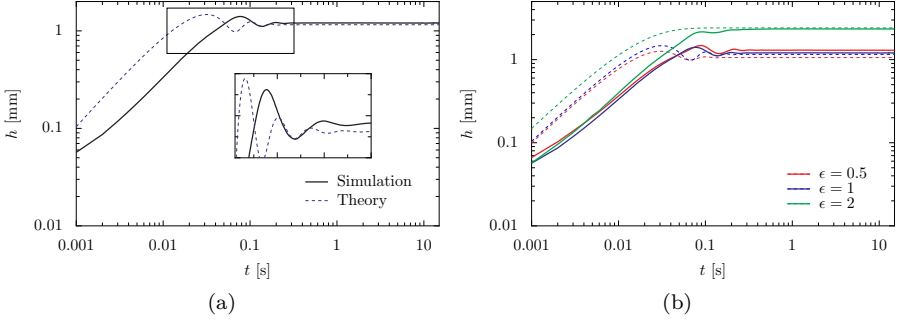 1
0.1
0.01
h [mm]
0.001 0.01 0.1 1 10
t [s]
Simulation
Theory
(a)
10
1
0.1
0.01
h [mm]
0.001 0.01 0.1 1 10
t [s]
ϵ = 0.5
ϵ = 1
ϵ = 2
(b)